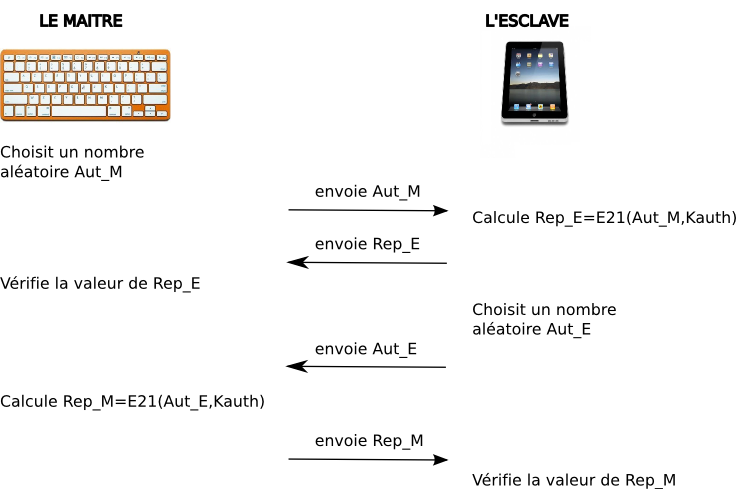 LE MAITRE
L'ESCLAVE
Choisit un nombre
aléatoire Aut_M
envoie Aut_M
Calcule Rep_E=E21(Aut_M,Kauth)
envoie Rep_E
Vérifie la valeur de Rep_E
Choisit un nombre
aléatoire Aut_E
envoie Aut_E
Calcule Rep_M=E21(Aut_E,Kauth)
envoie Rep_M
Vérifie la valeur de Rep_M